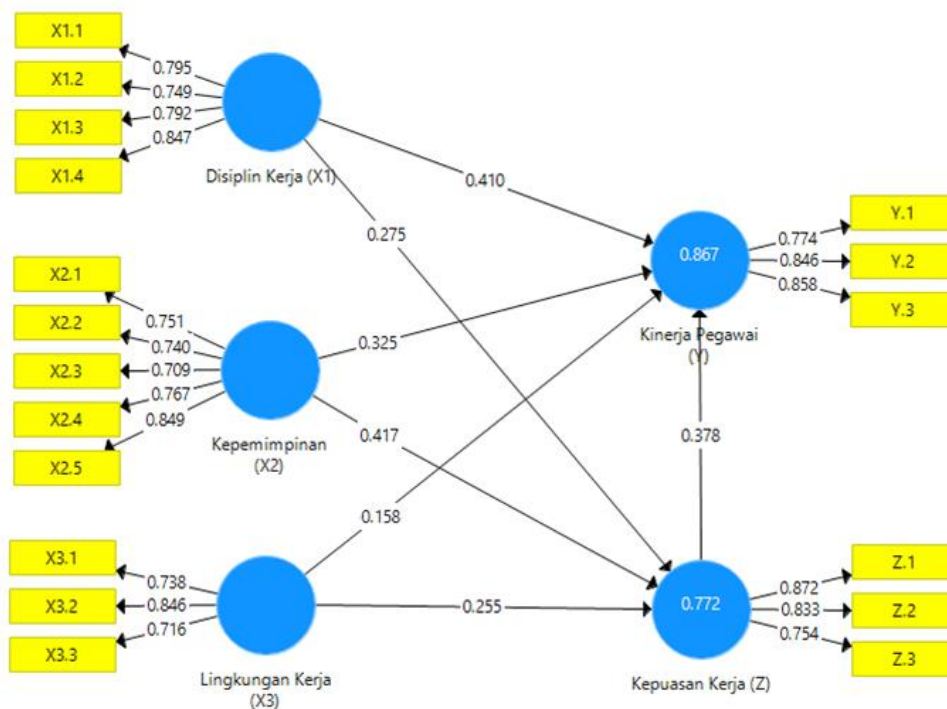 X1.1
X1.2
X1.3
X1.4
0.795
0.749
0.792
0.847
Disiplin Kerja (X1)
0.410
0.275
X2.1
X2.2
X2.3
X2.4
X2.5
0.751
0.740
0.709
0.767
0.849
Kepemimpinan
(X2)
0.325
0.417
0.867
Kinerja Pegawai
(Y)
0.774
0.846
0.858
Y.1
Y.2
Y.3
0.378
0.158
X3.1
X3.2
X3.3
0.738
0.846
0.716
Lingkungan Kerja
(X3)
0.255
0.772
Kepuasan Kerja (Z)
0.872
0.833
0.754
Z.1
Z.2
Z.3